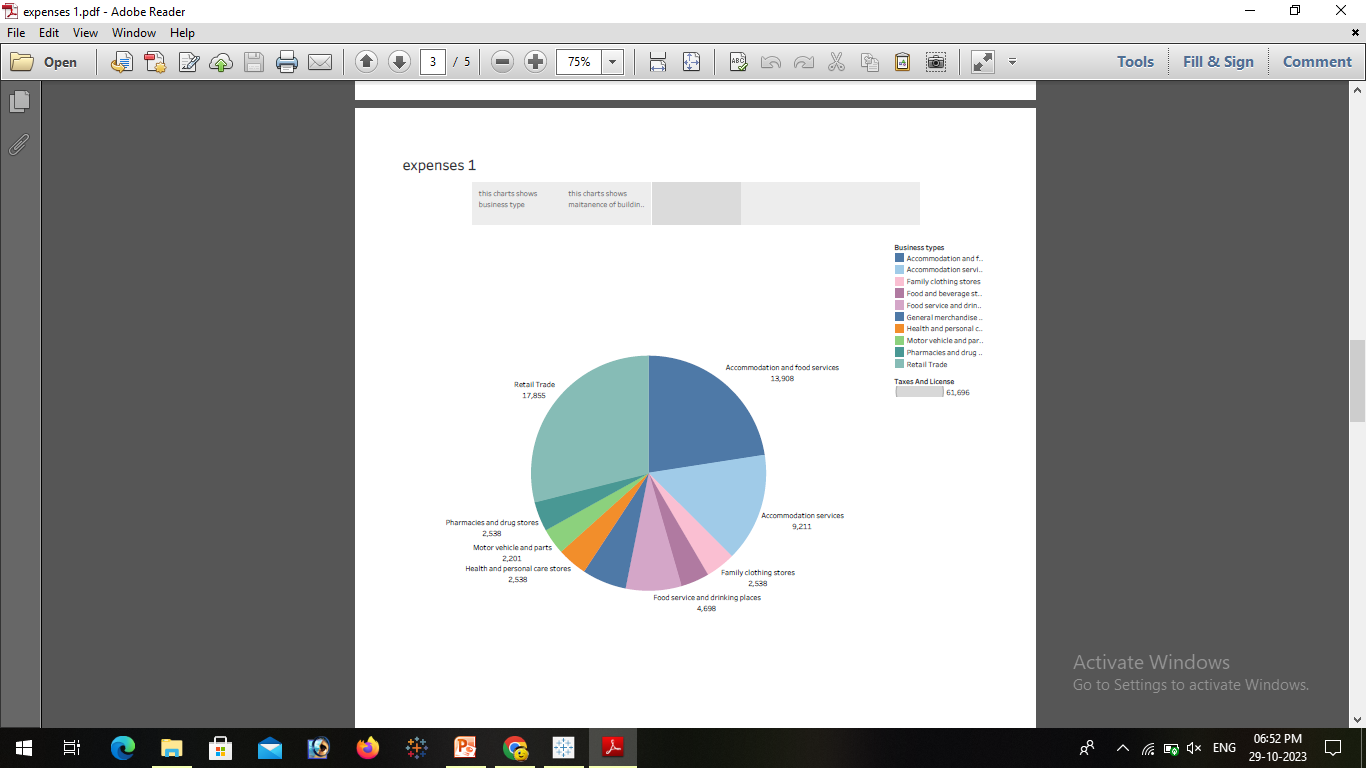 expenses 1.pdf - Adobe Reader
File Edit View Window Help
Open 3 / 5 75% Tools Fill & Sign Comment
expenses 1
this charts shows
business type
this charts shows
maitanence of buildin..
Business types
Accommodation and f..
Accommodation servi..
Family clothing stores
Food and beverage st..
Food service and drin..
General merchandise ..
Health and personal c..
Motor vehicle and par..
Pharmacies and drug ..
Retail Trade
Taxes And License
61,696
Accommodation and food services
13,908
Retail Trade
17,855
Accommodation services
9,211
Pharmacies and drug stores
2,538
Motor vehicle and parts
2,201
Health and personal care stores
2,538
Family clothing stores
2,538
Food service and drinking places
4,698
Activate Windows
Go to Settings to activate Windows.
ENG
06:52 PM
29-10-2023